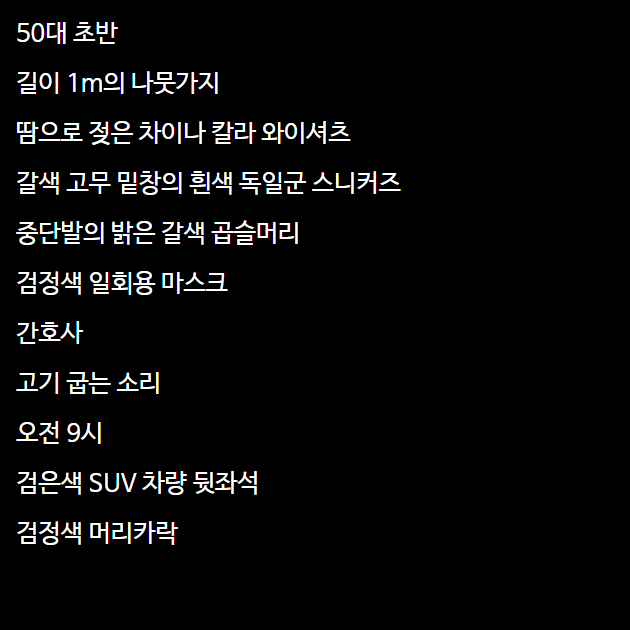 50대 초반
길이 1m의 나뭇가지
땀으로 젖은 차이나 칼라 와이셔츠
갈색 고무 밑창의 흰색 독일군 스니커즈
중단발의 밝은 갈색 곱슬머리
검정색 일회용 마스크
간호사
고기 굽는 소리
오전 9시
검은색 SUV 차량 뒷좌석
검정색 머리카락